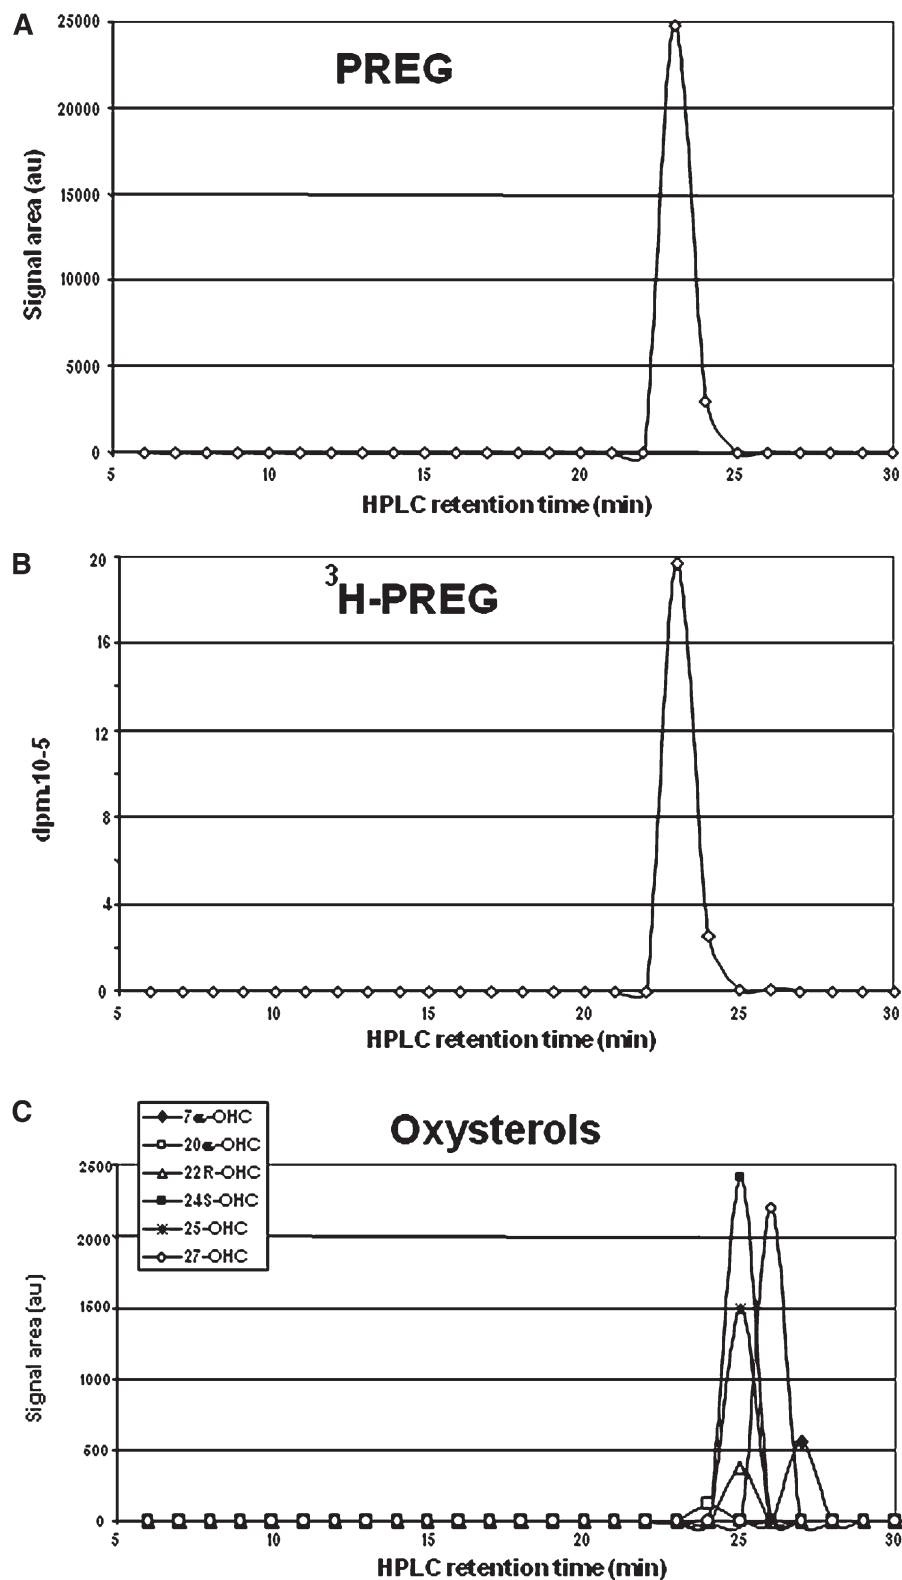 A
PREG
25000
20000
15000
10000
5000
0
Signal area (au)
5 10 15 20 25 30
HPLC retention time (min)
B
3H-PREG
20
16
12
8
4
0
dpm.10-5
5 10 15 20 25 30
HPLC retention time (min)
C
Oxysterols
7α-OHC
20α-OHC
22R-OHC
24S-OHC
25-OHC
27-OHC
2500
2000
1500
1000
500
0
Signal area (au)
5 10 15 20 25 30
HPLC retention time (min)